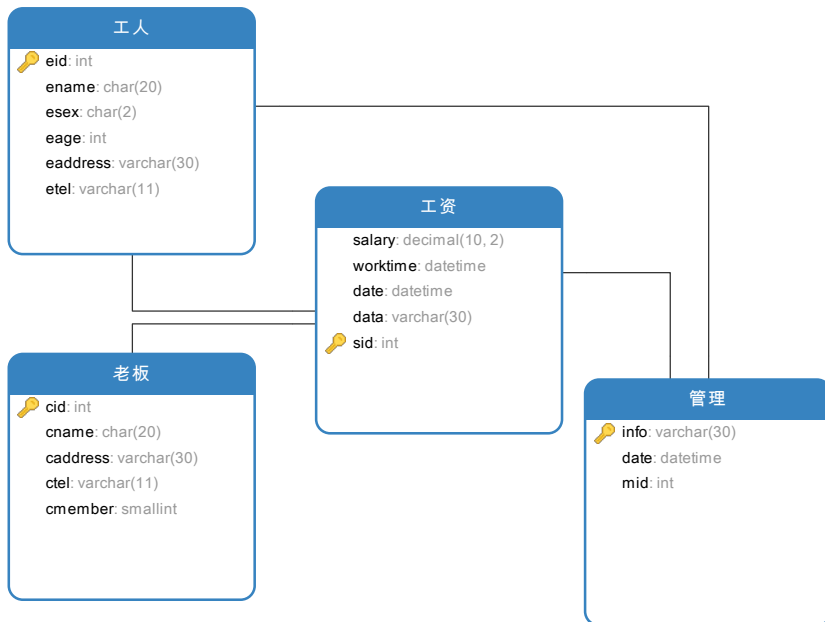 工人
eid: int
ename: char(20)
esex: char(2)
eage: int
eaddress: varchar(30)
etel: varchar(11)
工资
salary: decimal(10, 2)
worktime: datetime
date: datetime
data: varchar(30)
sid: int
老板
cid: int
cname: char(20)
caddress: varchar(30)
ctel: varchar(11)
cmember: smallint
管理
info: varchar(30)
date: datetime
mid: int